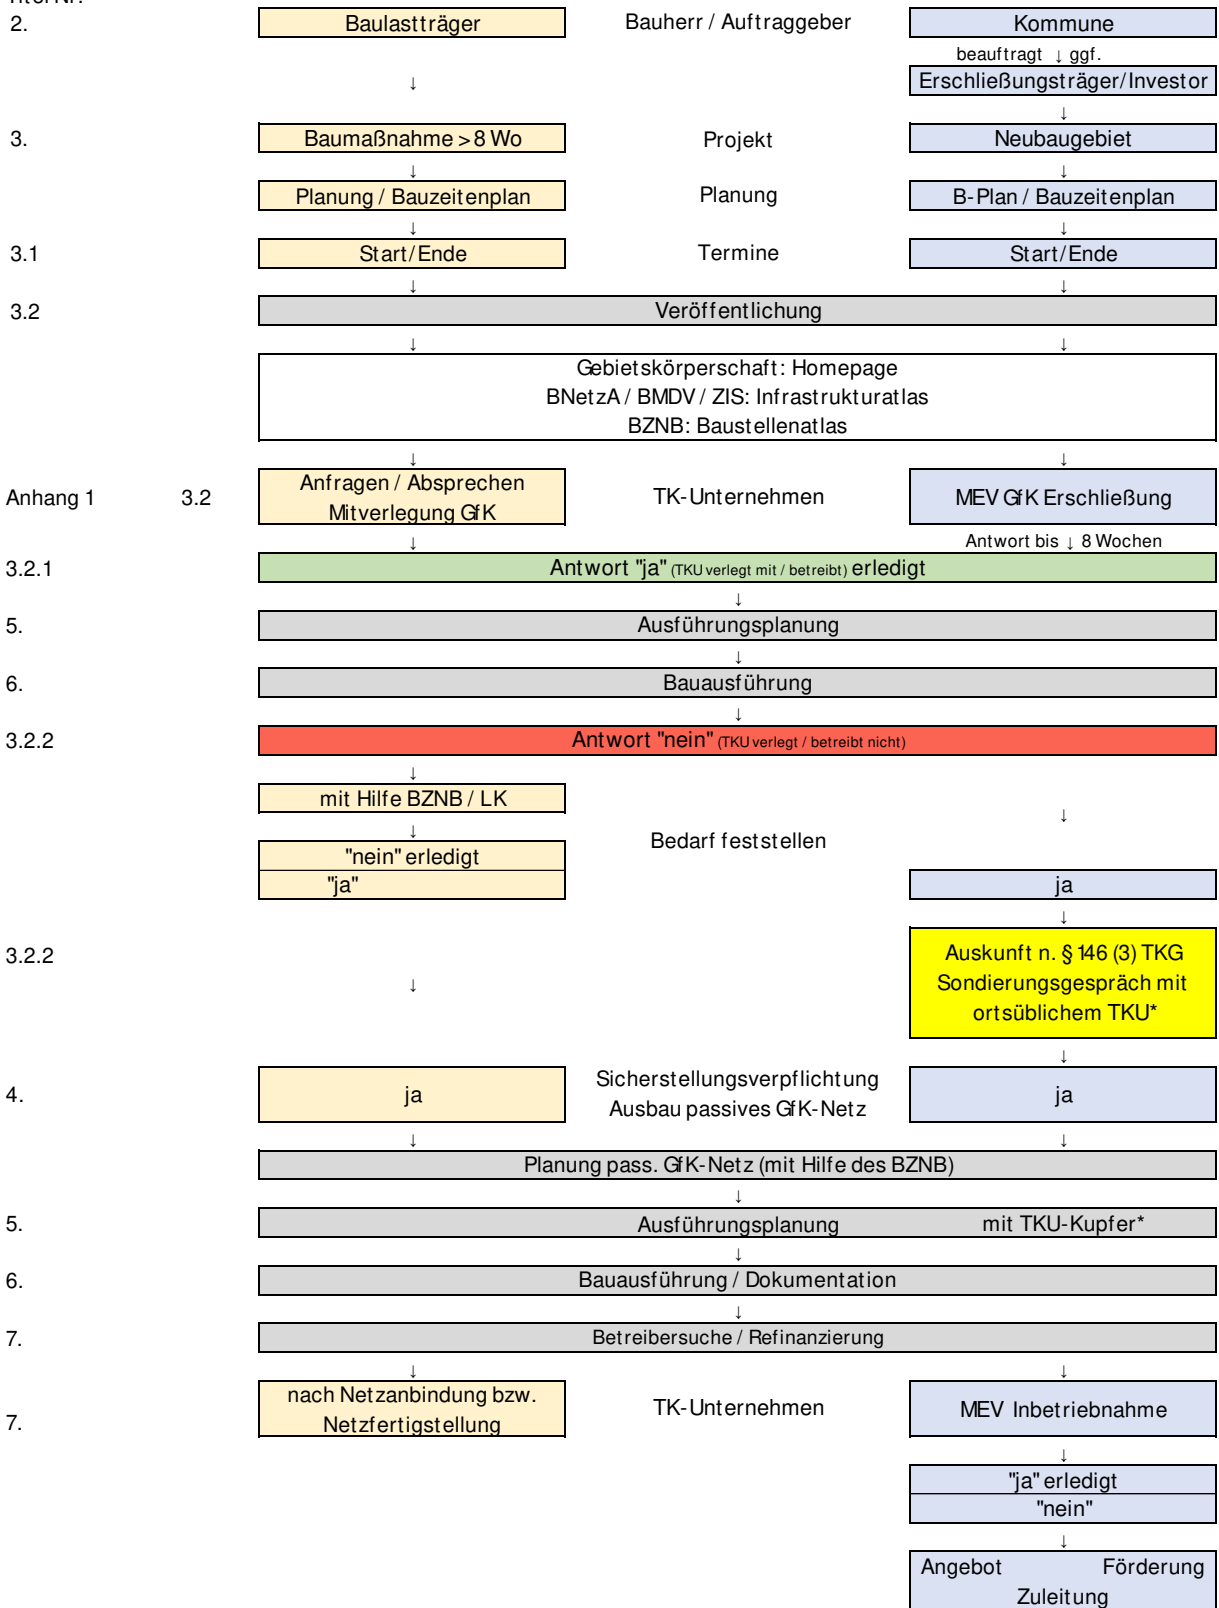 2. Baulastträger Bauherr / Auftraggeber Kommune
beauftragt ↓ ggf.
↓ Erschließungsträger/Investor
↓
3. Baumaßnahme > 8 Wo Projekt Neubaugebiet
↓ ↓
Planung / Bauzeitenplan Planung B-Plan / Bauzeitenplan
↓ ↓
3.1 Start/Ende Termine Start/Ende
↓ ↓
3.2 Veröffentlichung
↓ ↓
Gebietskörperschaft: Homepage
BNetzA / BMDV / ZIS: Infrastrukturatlas
BZNB: Baustellenatlas
↓ ↓
Anhang 1 3.2 Anfragen / Absprechen
Mitverlegung GfK TK-Unternehmen MEV GfK Erschließung
↓ Antwort bis ↓ 8 Wochen
3.2.1 Antwort "ja" (TKU verlegt mit / betreibt) erledigt
↓
5. Ausführungsplanung
↓
6. Bauausführung
↓
3.2.2 Antwort "nein" (TKU verlegt / betreibt nicht)
↓
mit Hilfe BZNB / LK
↓ ↓
Bedarf feststellen
"nein" erledigt
"ja" ja
↓
3.2.2 Auskunft n. § 146 (3) TKG
↓ Sondierungsgespräch mit
ortsüblichem TKU*
↓
4. ja Sicherstellungsverpflichtung
Ausbau passives GfK-Netz ja
↓ ↓
Planung pass. GfK-Netz (mit Hilfe des BZNB)
↓
5. Ausführungsplanung mit TKU-Kupfer*
↓
6. Bauausführung / Dokumentation
↓
7. Betreibersuche / Refinanzierung
↓ ↓
7. nach Netzanbindung bzw.
Netzfertigstellung TK-Unternehmen MEV Inbetriebnahme
↓
"ja" erledigt
"nein"
↓
Angebot Förderung
Zuleitung